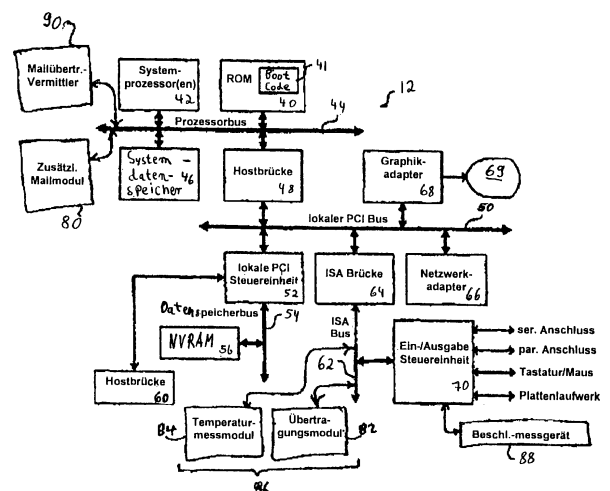 90
Mailübertr.-
Vermittler
System-
prozessor(en)
42
ROM
41
Boot
Code
40
12
Prozessorbus
44
Zusätzl.
Mailmodul
80
System -
daten-
speicher
46
Hostbrücke
48
Graphik-
adapter
68
69
lokaler PCI Bus
50
lokale PCI
Steuereinheit
52
ISA Brücke
64
Netzwerk-
adapter
66
Datenspeicherbus
54
ISA
Bus
NVRAM
56
62
Ein-/Ausgabe
Steuereinheit
70
ser. Anschluss
par. Anschluss
Tastatur/Maus
Plattenlaufwerk
Hostbrücke
60
84
Temperatur-
messmodul
Übertra-
gungsmodul
82
Beschl.-messgerät
88
86